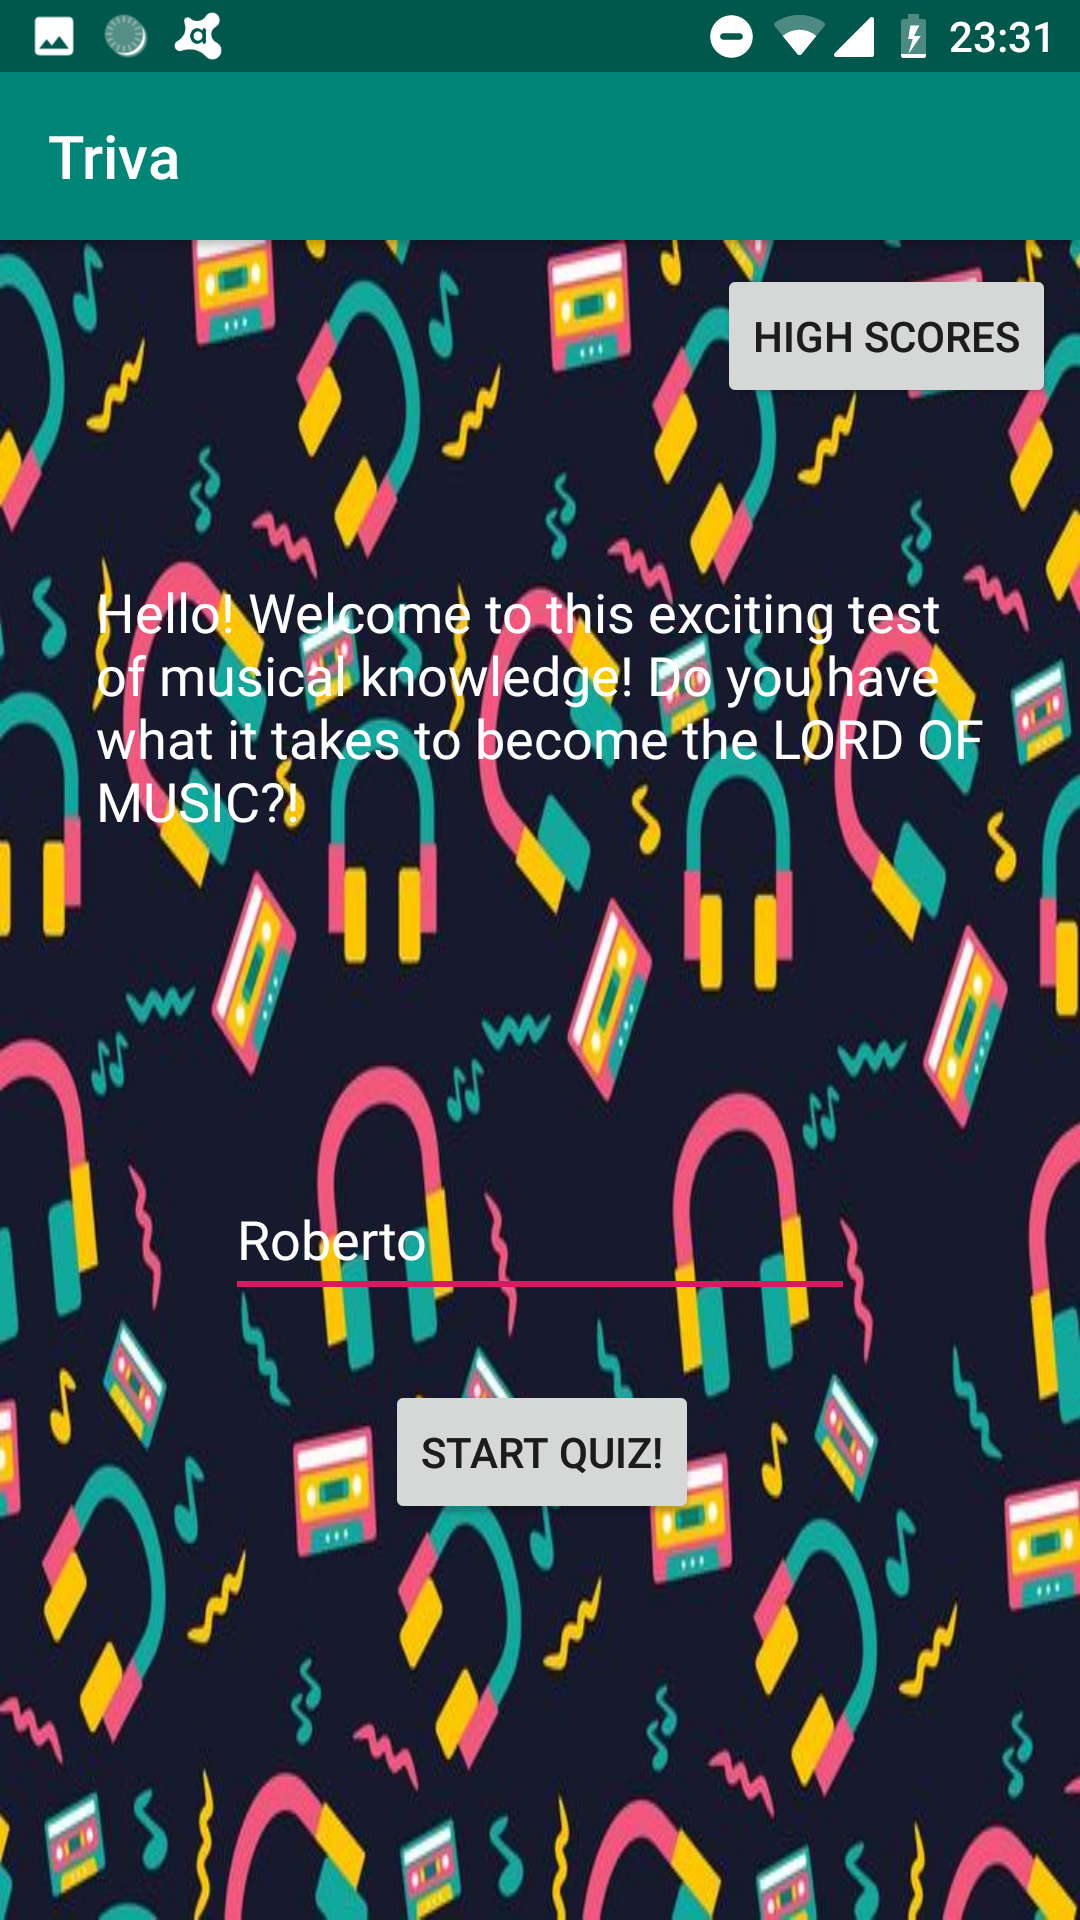 23:31
Triva
HIGH SCORES
Hello! Welcome to this exciting test
of musical knowledge! Do you have
what it takes to become the LORD OF
MUSIC?!
Roberto
START QUIZ!